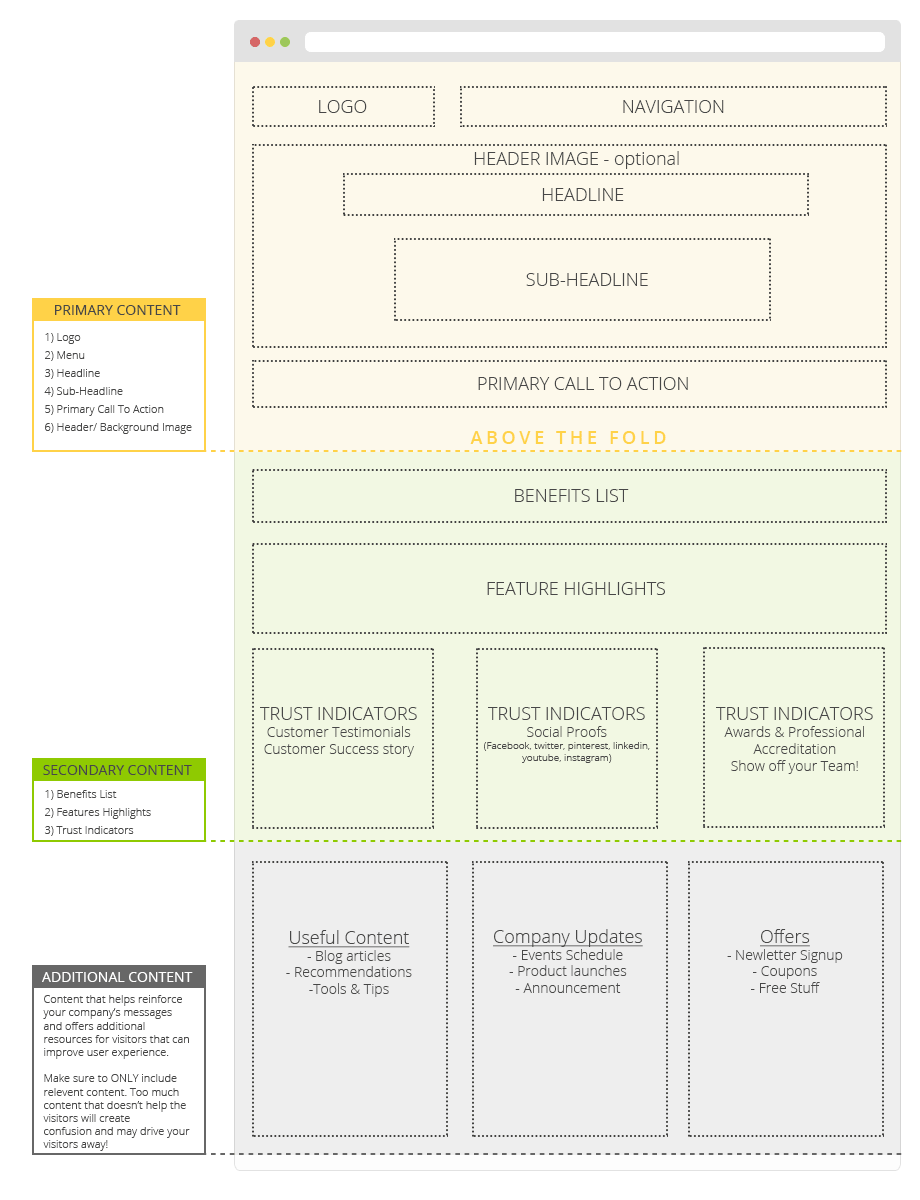 LOGO
NAVIGATION
HEADER IMAGE - optional
HEADLINE
SUB-HEADLINE
PRIMARY CALL TO ACTION
ABOVE THE FOLD
PRIMARY CONTENT
1) Logo
2) Menu
3) Headline
4) Sub-Headline
5) Primary Call To Action
6) Header/ Background Image
BENEFITS LIST
FEATURE HIGHLIGHTS
TRUST INDICATORS
Customer Testimonials
Customer Success story
TRUST INDICATORS
Social Proofs
(Facebook, twitter, pinterest, linkedin,
youtube, instagram)
TRUST INDICATORS
Awards & Professional
Accreditation
Show off your Team!
SECONDARY CONTENT
1) Benefits List
2) Features Highlights
3) Trust Indicators
Useful Content
- Blog articles
- Recommendations
-Tools & Tips
Company Updates
- Events Schedule
- Product launches
- Announcement
Offers
- Newletter Signup
- Coupons
- Free Stuff
ADDITIONAL CONTENT
Content that helps reinforce
your company's messages
and offers additional
resources for visitors that can
improve user experience.
Make sure to ONLY include
relevent content. Too much
content that doesn't help the
visitors will create
confusion and may drive your
visitors away!